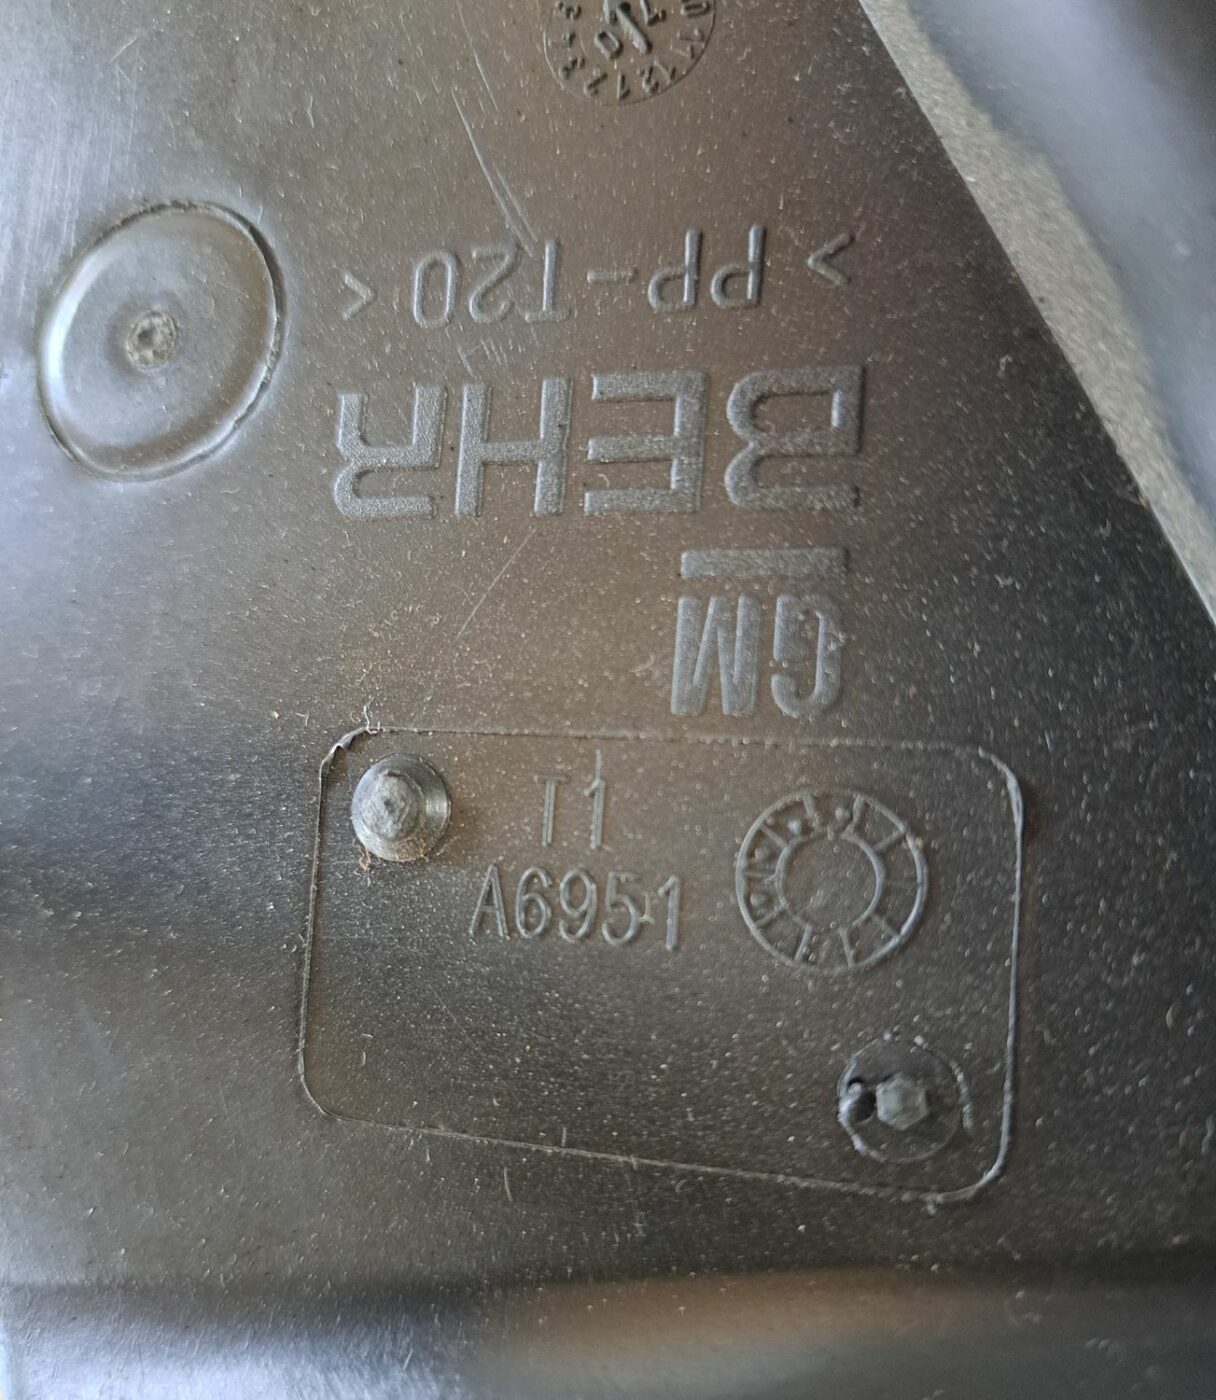 GM
BEHR
> PP-T20 <
T1
A6951